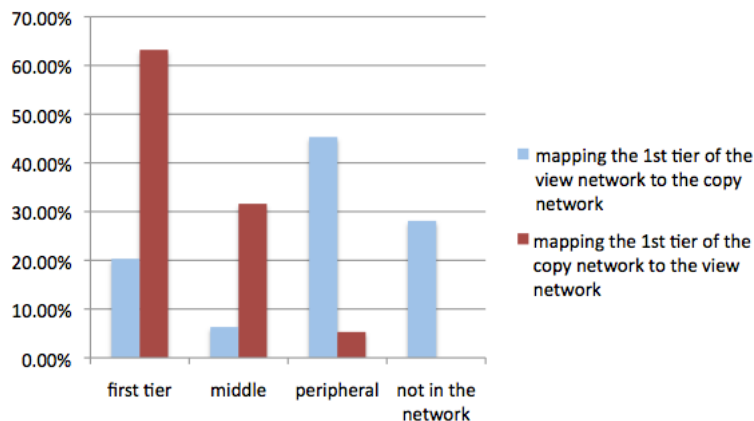 70.00%
60.00%
50.00%
40.00%
30.00%
20.00%
10.00%
0.00%
first tier
middle
peripheral
not in the
network
mapping the 1st tier of the
view network to the copy
network
mapping the 1st tier of the
copy network to the view
network